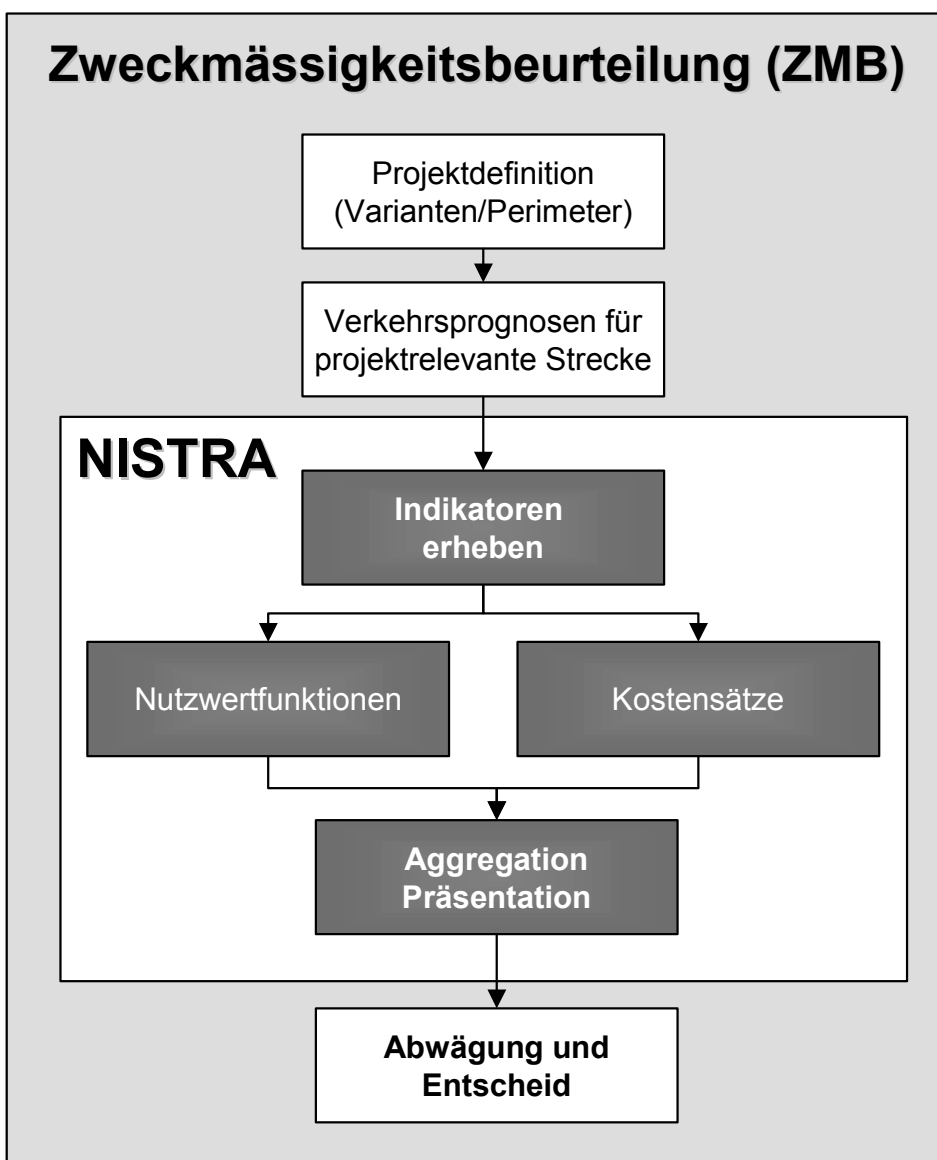 Zweckmässigkeitsbeurteilung (ZMB)
Projektdefinition
(Varianten/Perimeter)
Verkehrsprognosen für
projektrelevante Strecke
NISTRA
Indikatoren
erheben
Nutzwertfunktionen
Kostensätze
Aggregation
Präsentation
Abwägung und
Entscheid